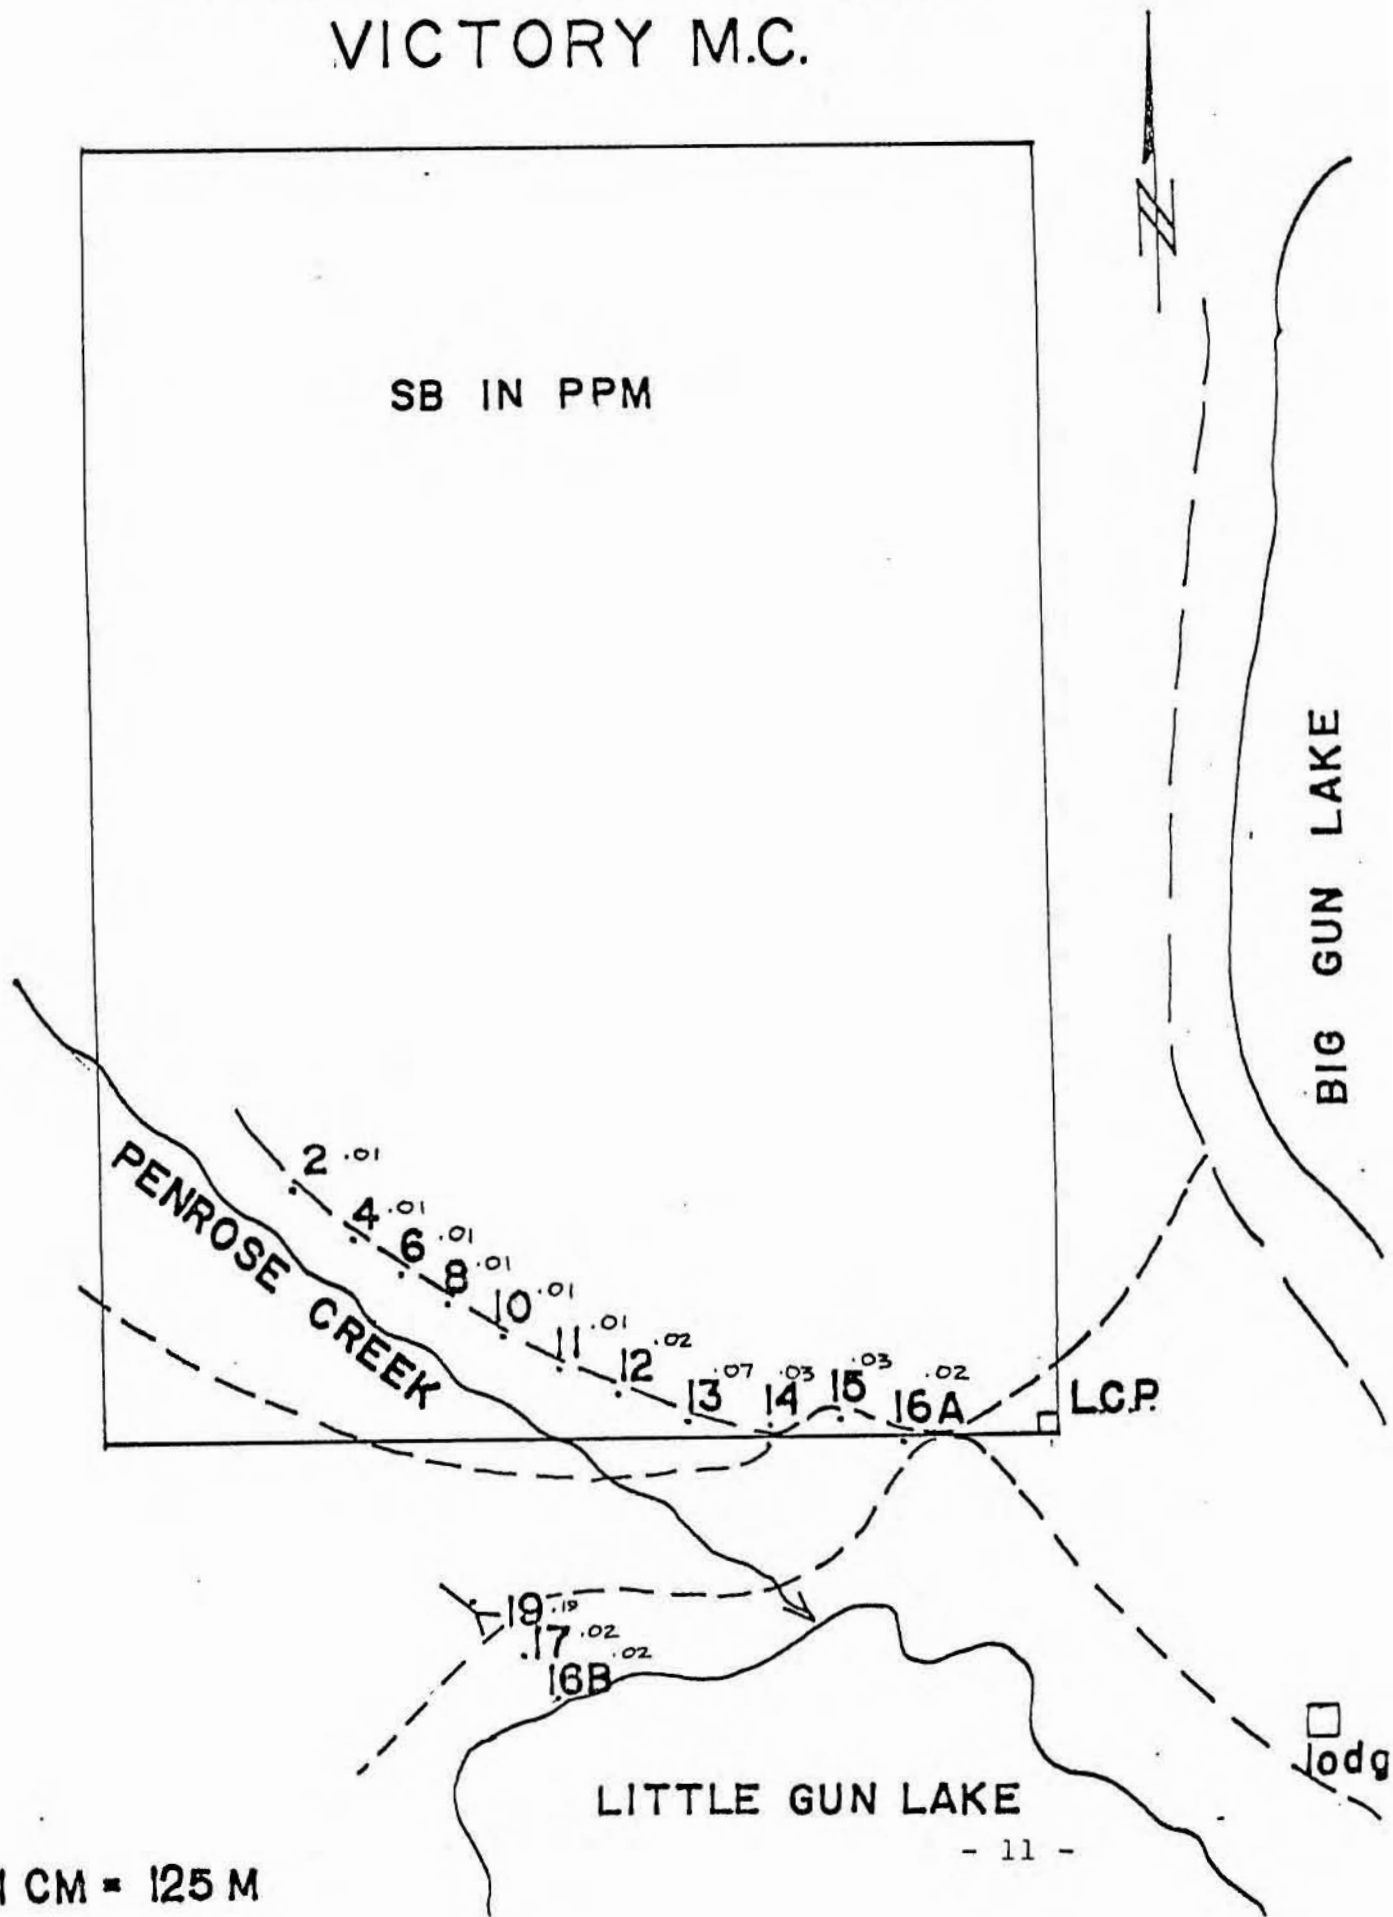 VICTORY M.C.
N
SB IN PPM
BIG GUN LAKE
PENROSE CREEK
2 .01
4 .01
6 .01
8 .01
10 .01
11 .01
12 .02
13 .07
14 .03
15 .03
16A .02
L.C.P.
19
17 .02
16B .02
lodg
LITTLE GUN LAKE
- 11 -
1 CM = 125 M